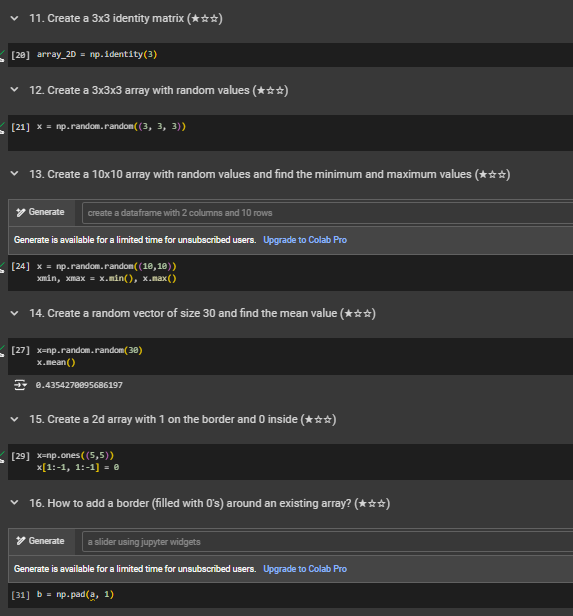 11. Create a 3x3 identity matrix (★☆☆)
[20] array_2D = np.identity(3)
12. Create a 3x3x3 array with random values (★☆☆)
[21] x = np.random.random((3, 3, 3))
13. Create a 10x10 array with random values and find the minimum and maximum values (★☆☆)
Generate create a dataframe with 2 columns and 10 rows
Generate is available for a limited time for unsubscribed users. Upgrade to Colab Pro
[24] x = np.random.random((10,10))
xmin, xmax = x.min(), x.max()
14. Create a random vector of size 30 and find the mean value (★☆☆)
[27] x=np.random.random(30)
x.mean()
0.4354270095686197
15. Create a 2d array with 1 on the border and 0 inside (★☆☆)
[29] x=np.ones((5,5))
x[1:-1, 1:-1] = 0
16. How to add a border (filled with 0's) around an existing array? (★☆☆)
Generate a slider using jupyter widgets
Generate is available for a limited time for unsubscribed users. Upgrade to Colab Pro
[31] b = np.pad(a, 1)